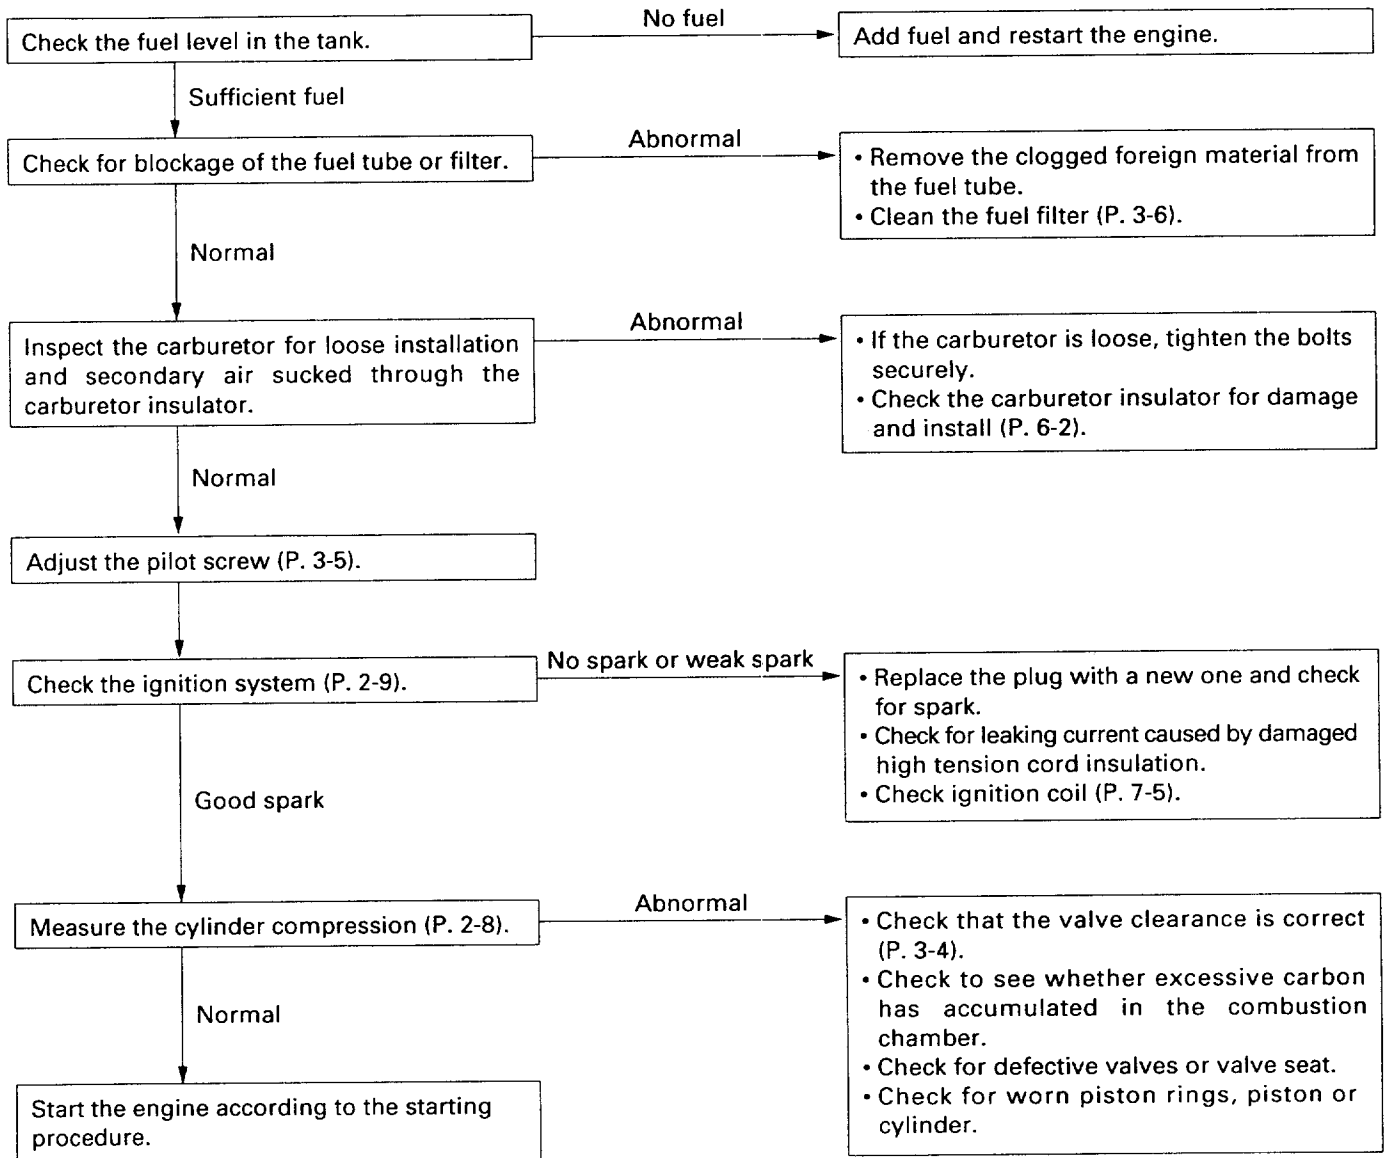 No fuel
Check the fuel level in the tank.
Add fuel and restart the engine.
Sufficient fuel
Abnormal
Check for blockage of the fuel tube or filter.
• Remove the clogged foreign material from
the fuel tube.
• Clean the fuel filter (P. 3-6).
Normal
Abnormal
Inspect the carburetor for loose installation
and secondary air sucked through the
carburetor insulator.
• If the carburetor is loose, tighten the bolts
securely.
• Check the carburetor insulator for damage
and install (P. 6-2).
Normal
Adjust the pilot screw (P. 3-5).
No spark or weak spark
Check the ignition system (P. 2-9).
• Replace the plug with a new one and check
for spark.
• Check for leaking current caused by damaged
high tension cord insulation.
• Check ignition coil (P. 7-5).
Good spark
Abnormal
Measure the cylinder compression (P. 2-8).
• Check that the valve clearance is correct
(P. 3-4).
• Check to see whether excessive carbon
has accumulated in the combustion
chamber.
• Check for defective valves or valve seat.
• Check for worn piston rings, piston or
cylinder.
Normal
Start the engine according to the starting
procedure.